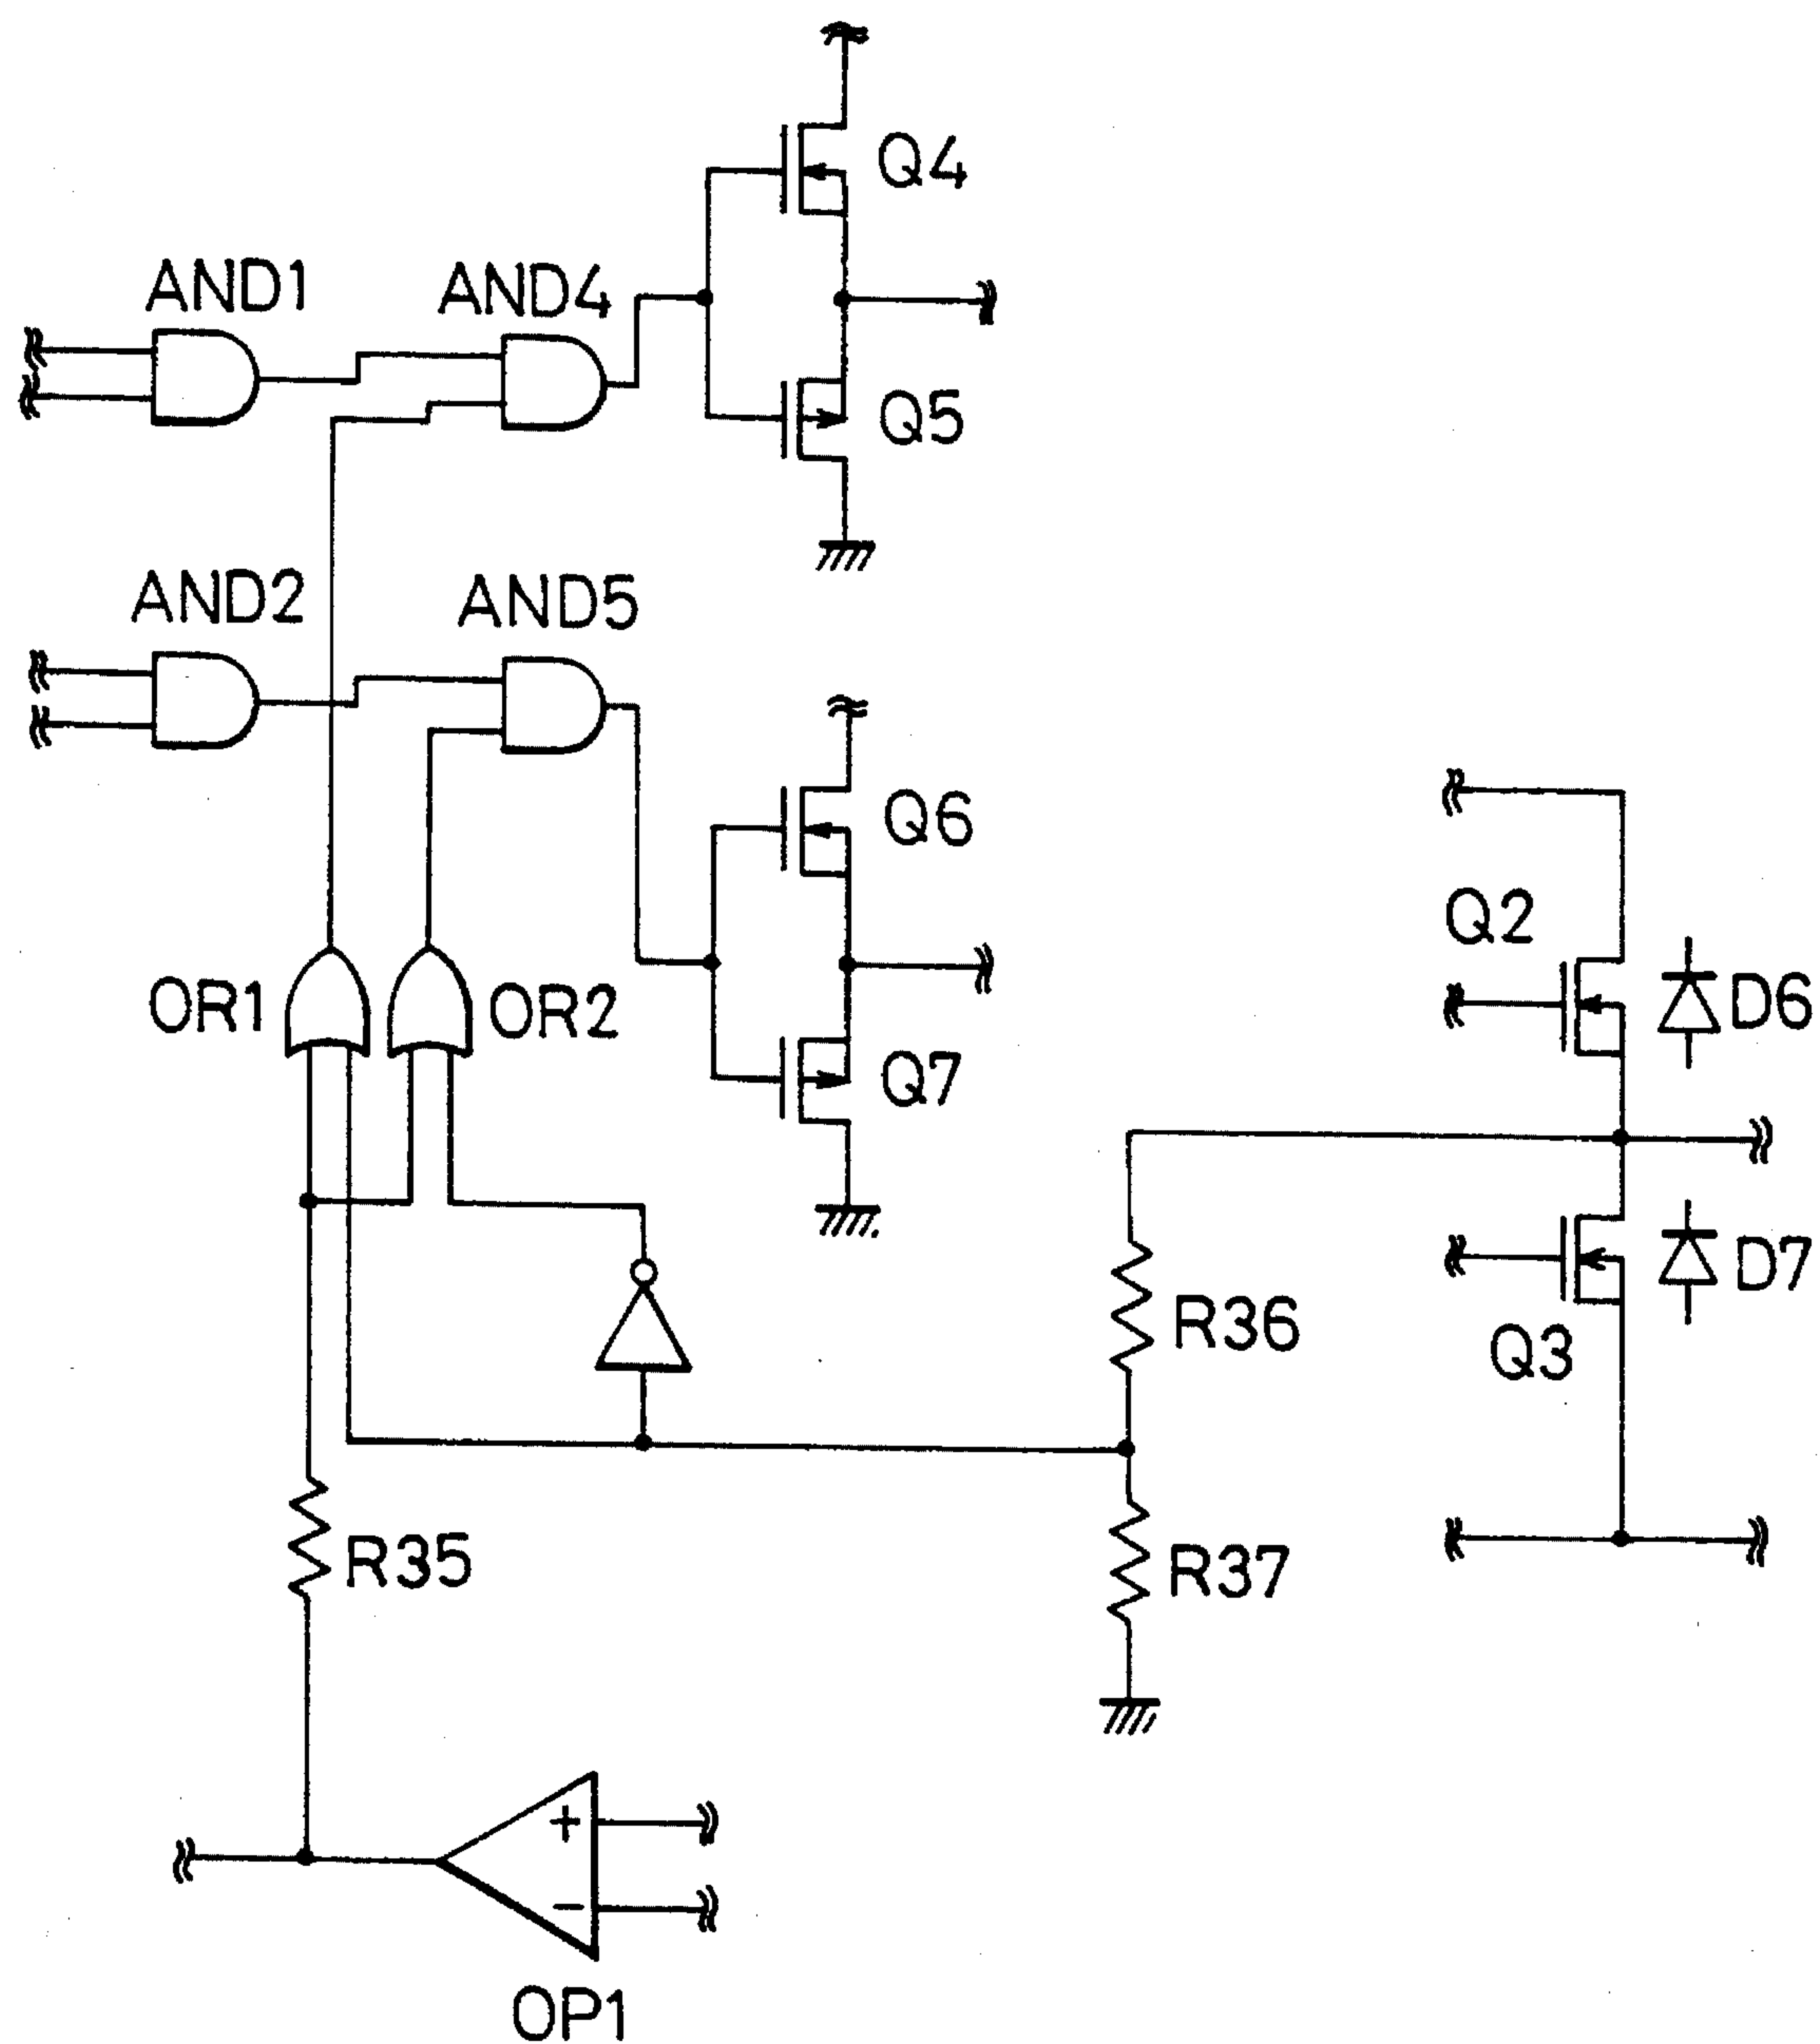 Q4
AND1
AND4
Q5
AND2
AND5
Q6
Q2
D6
OR1
OR2
Q7
D7
R36
Q3
R35
R37
+
−
OP1